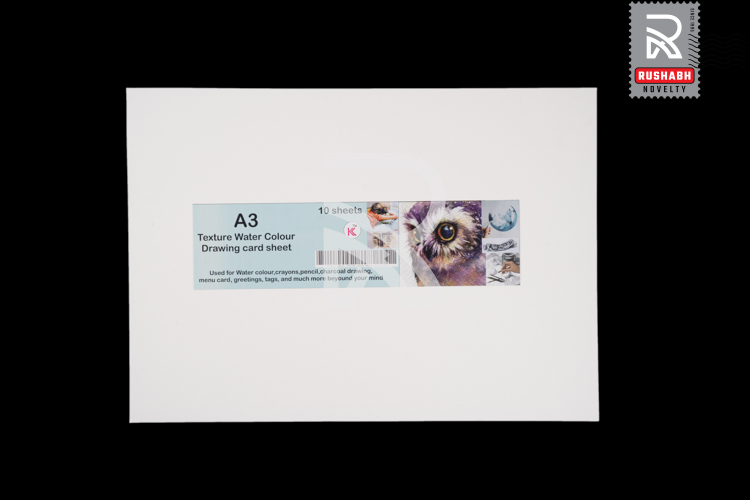 RUSHABH
NOVELTY
A3
10 sheets
Texture Water Colour
Drawing card sheet
Used for Water colour,crayons,pencil,charcoal drawing,
menu card, greetings, tags, and much more beyound your mind